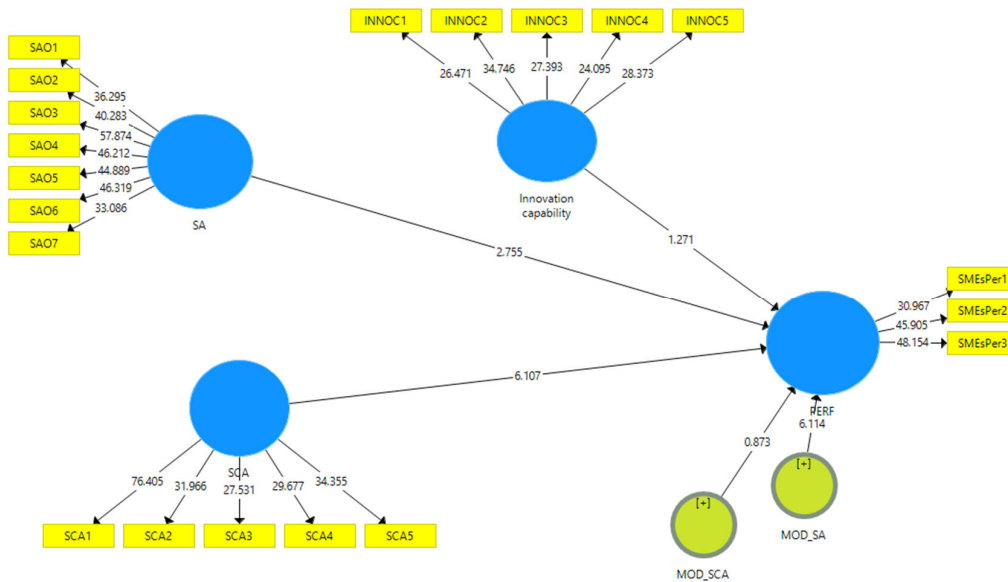 INNOC1
INNOC2
INNOC3
INNOC4
INNOC5
26.471
34.746
27.393
24.095
28.373
Innovation
capability
SAO1
SAO2
SAO3
SAO4
SAO5
SAO6
SAO7
36.295
40.283
57.874
46.212
44.889
46.319
33.086
SA
2.755
1.271
SMEsPer1
SMEsPer2
SMEsPer3
30.967
45.905
48.154
PERF
6.107
0.873
6.114
SCA
76.405
31.966
27.531
29.677
34.355
SCA1
SCA2
SCA3
SCA4
SCA5
[+]
MOD_SA
[+]
MOD_SCA